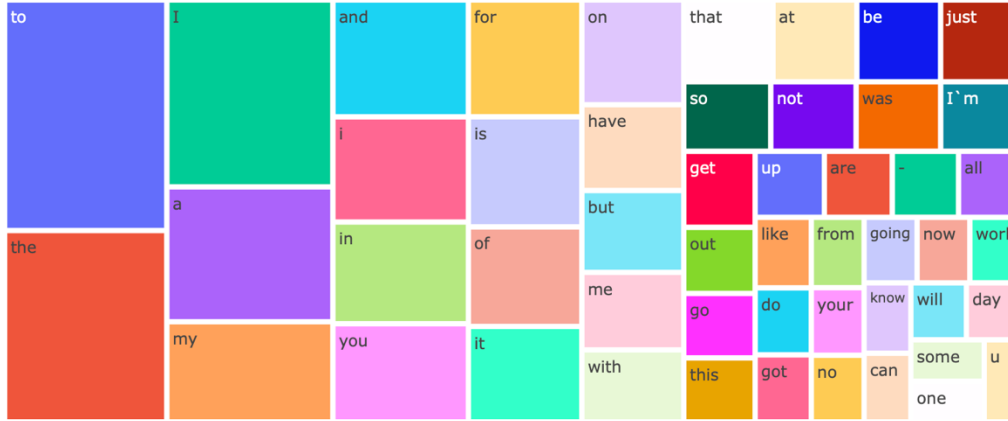 to
the
I
a
my
and
i
in
you
for
is
of
it
on
have
but
me
with
that
at
be
just
so
not
was
I`m
get
up
are
-
all
out
like
from
going
now
go
do
your
know
will
day
this
got
no
can
some
one
u